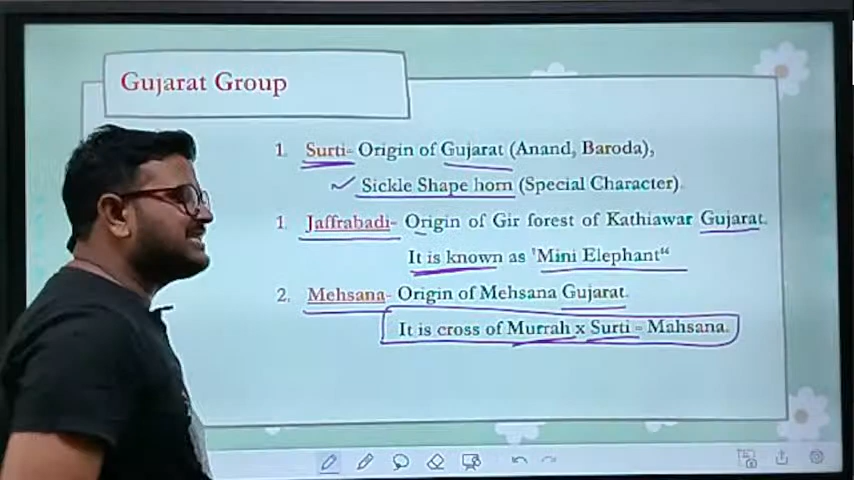 Gujarat Group
1. Surti- Origin of Gujarat (Anand, Baroda),
Sickle Shape horn (Special Character).
1. Jaffrabadi- Origin of Gir forest of Kathiawar Gujarat.
It is known as 'Mini Elephant“
2. Mehsana- Origin of Mehsana Gujarat.
It is cross of Murrah x Surti = Mahsana.